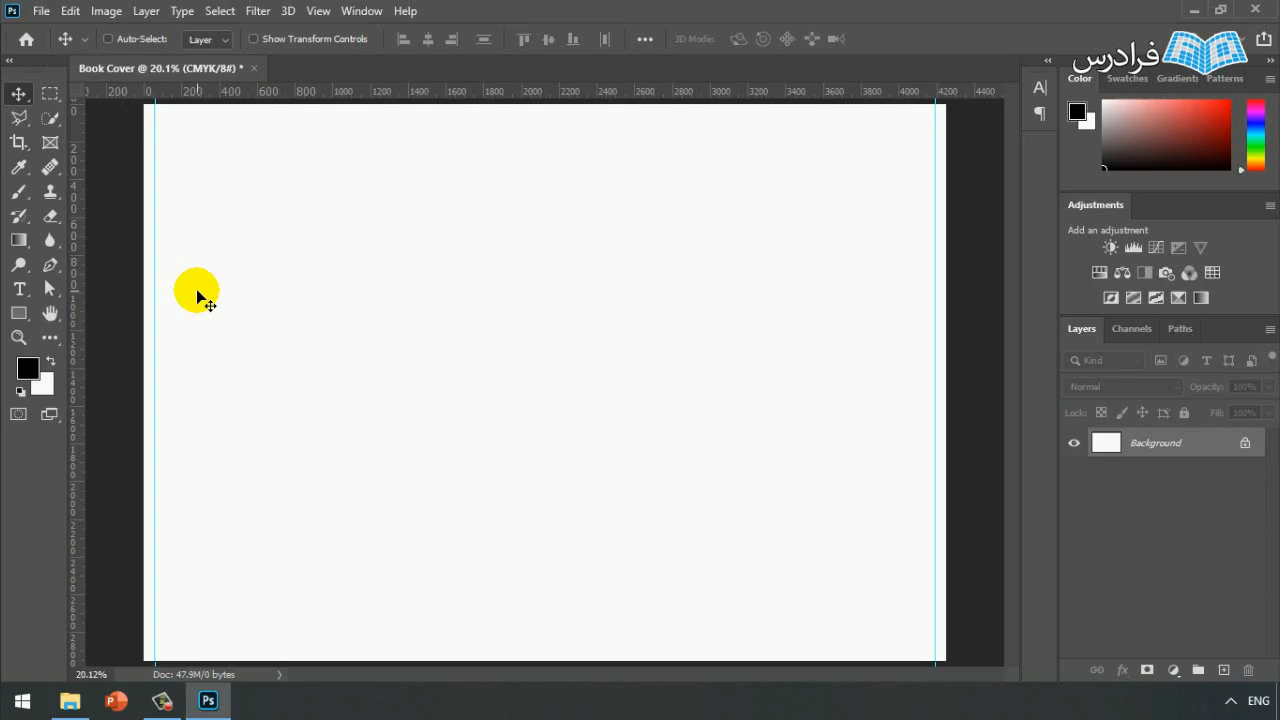 Ps File Edit Image Layer Type Select Filter 3D View Window Help
Auto-Select: Layer Show Transform Controls 3D Mode:
فرادرس
Book Cover @ 20.1% (CMYK/8#) *
200 0 200 400 600 800 1000 1200 1400 1600 1800 2000 2200 2400 2600 2800 3000 3200 3400 3600 3800 4000 4200 4400
Color Swatches Gradients Patterns
Adjustments
Add an adjustment
Layers Channels Paths
Kind
Normal Opacity: 100%
Lock: Fill: 100%
Background
20.12% Doc: 47.9M/0 bytes
Ps ENG